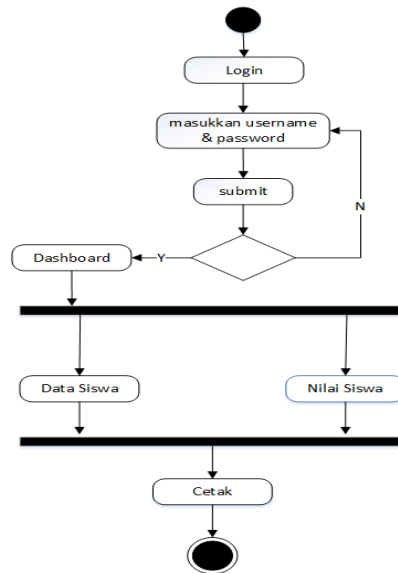 Login
masukkan username
& password
submit
N
Y
Dashboard
Data Siswa
Nilai Siswa
Cetak